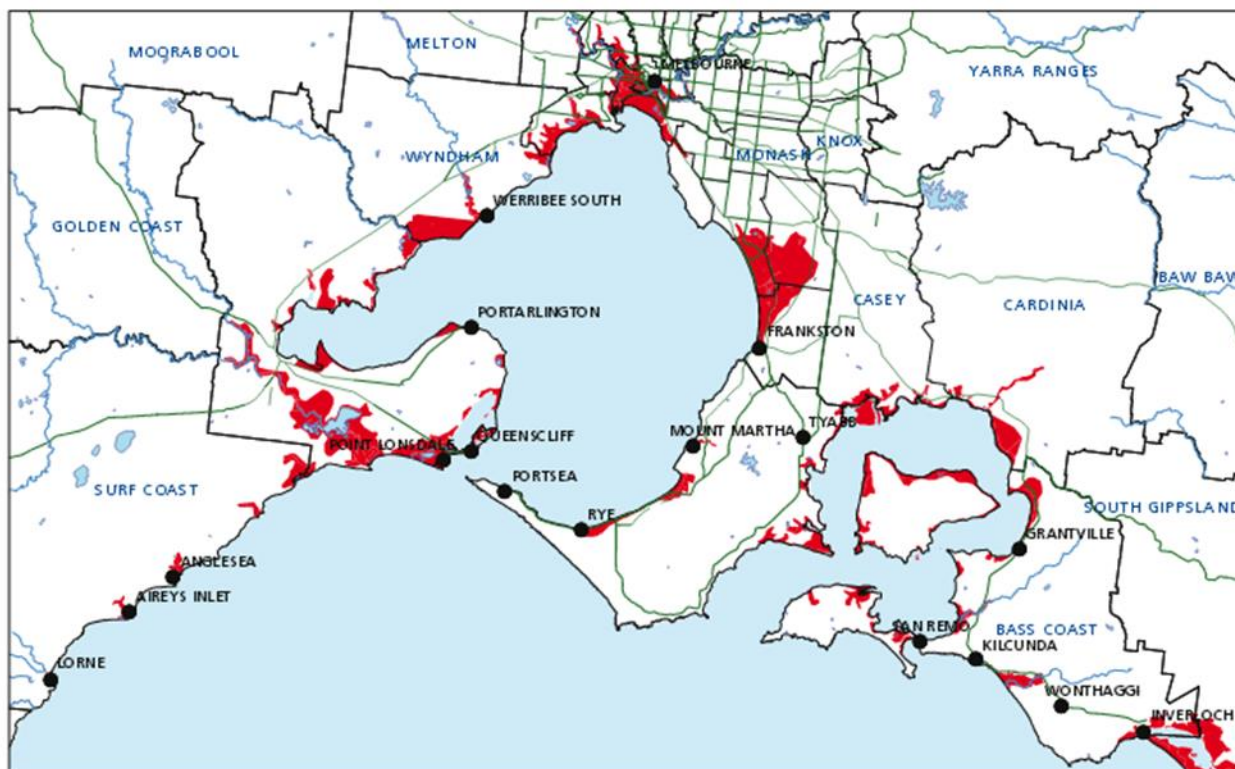 MOORABOOL
MELTON
MELBOURNE
YARRA RANGES
KNOX
MONASH
WYNDHAM
WERRIBEE SOUTH
GOLDEN COAST
BAW BAW
CASEY
CARDINIA
PORTARLINGTON
FRANKSTON
QUEENSCLIFF
POINT LONSDALE
MOUNT MARTHA
TYABB
PORTSEA
SURF COAST
SOUTH GIPPSLAND
RYE
GRANTVILLE
ANGLESEA
AIREYS INLET
SAN REMO
BASS COAST
KILCUNDA
LORNE
WONTHAGGI
INVERLOCH